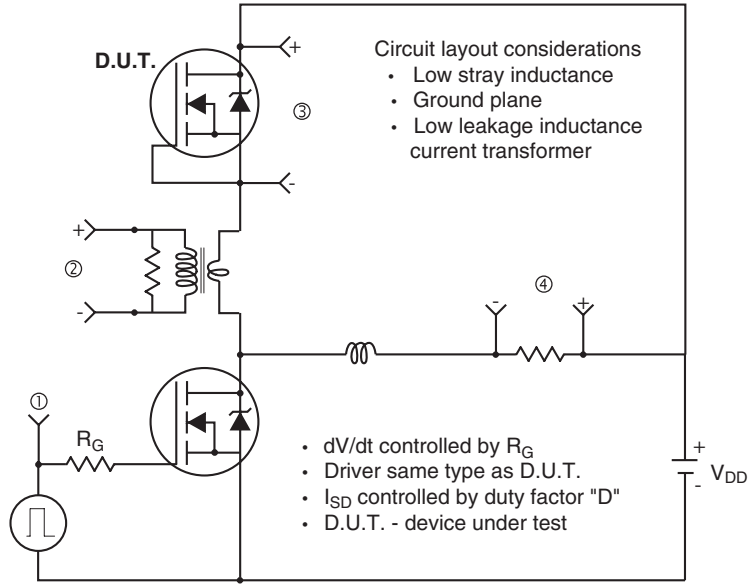 D.U.T.
+
③
-
Circuit layout considerations
• Low stray inductance
• Ground plane
• Low leakage inductance
current transformer
+
②
-
-
④
+
①
R_G
• dV/dt controlled by R_G
• Driver same type as D.U.T.
• I_SD controlled by duty factor "D"
• D.U.T. - device under test
+
V_DD
-